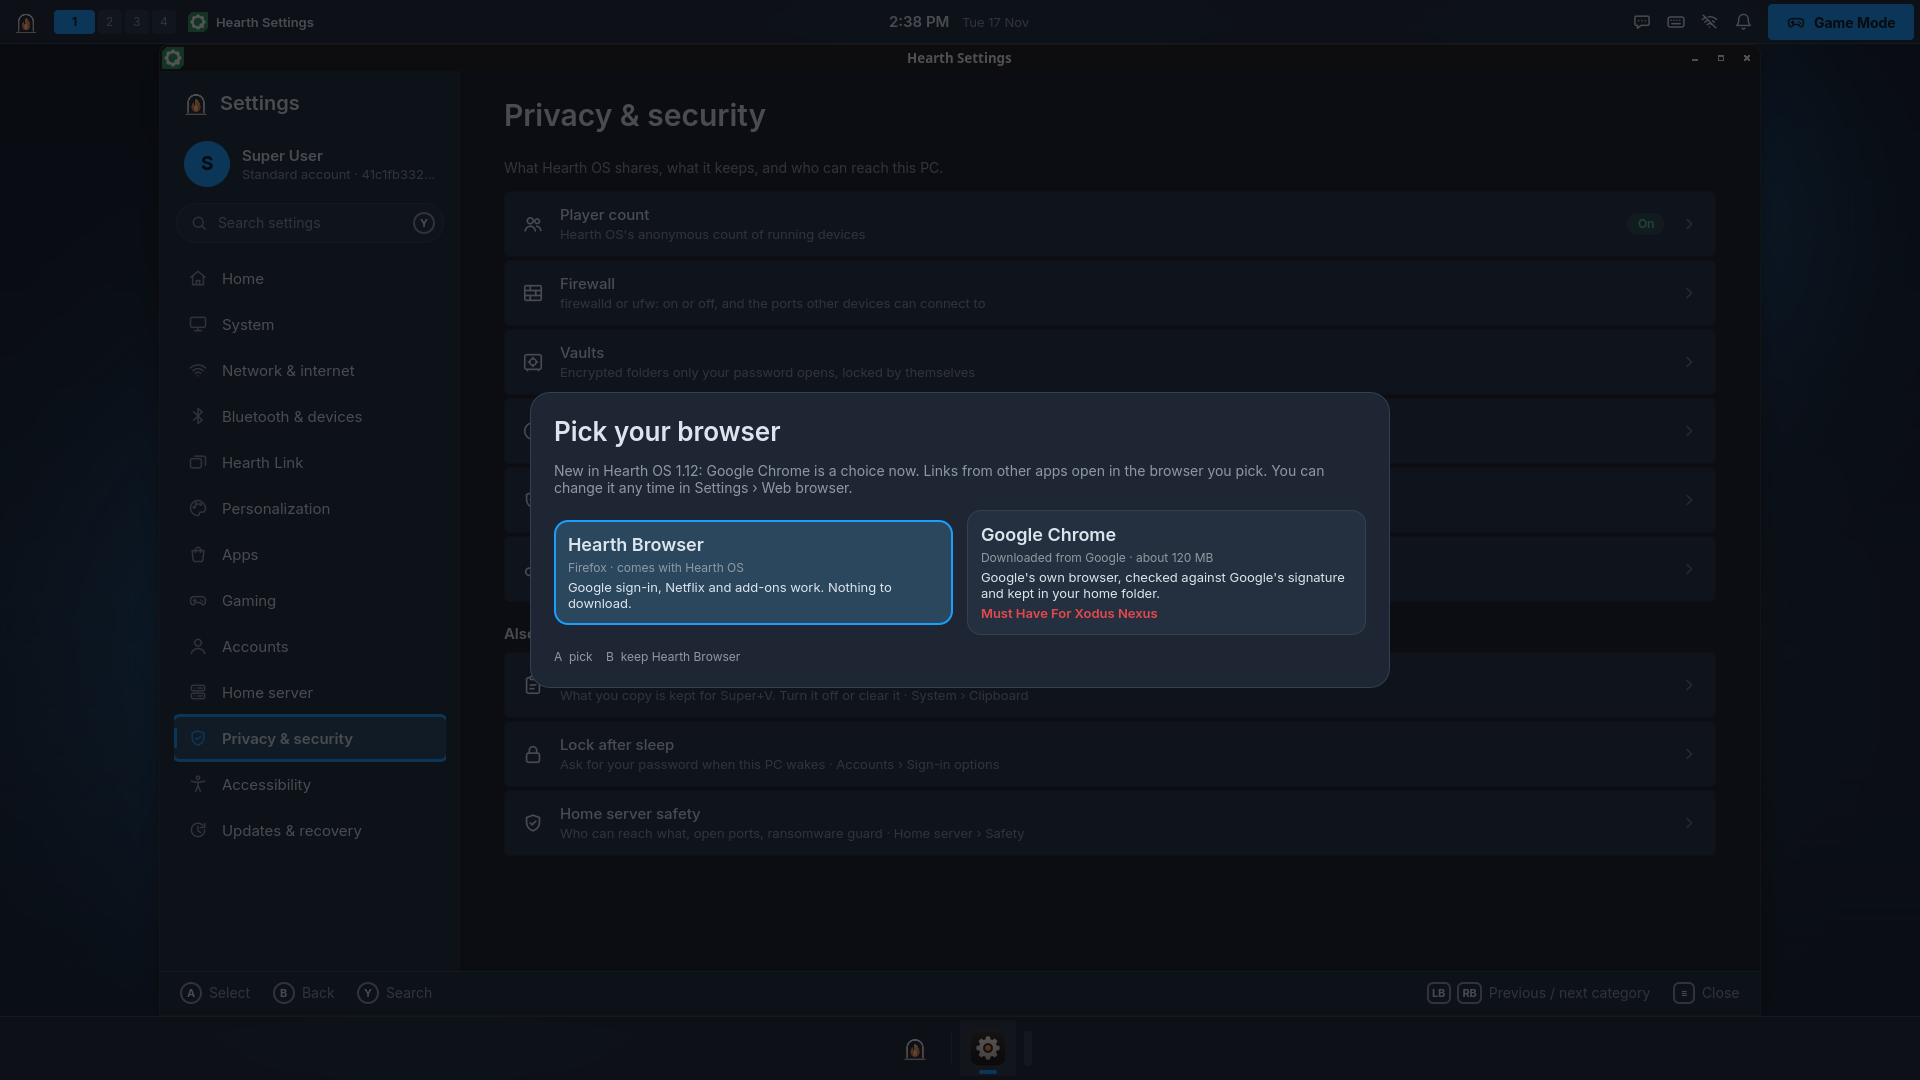 1 2 3 4 Hearth Settings
2:38 PM Tue 17 Nov
Game Mode
Hearth Settings
Settings
S
Super User
Standard account · 41c1fb332...
Search settings Y
Home
System
Network & internet
Bluetooth & devices
Hearth Link
Personalization
Apps
Gaming
Accounts
Home server
Privacy & security
Accessibility
Updates & recovery
Privacy & security
What Hearth OS shares, what it keeps, and who can reach this PC.
Player count
Hearth OS's anonymous count of running devices
On
Firewall
firewalld or ufw: on or off, and the ports other devices can connect to
Vaults
Encrypted folders only your password opens, locked by themselves
Pick your browser
New in Hearth OS 1.12: Google Chrome is a choice now. Links from other apps open in the browser you pick. You can
change it any time in Settings › Web browser.
Hearth Browser
Firefox · comes with Hearth OS
Google sign-in, Netflix and add-ons work. Nothing to
download.
Google Chrome
Downloaded from Google · about 120 MB
Google's own browser, checked against Google's signature
and kept in your home folder.
Must Have For Xodus Nexus
A pick B keep Hearth Browser
What you copy is kept for Super+V. Turn it off or clear it · System › Clipboard
Lock after sleep
Ask for your password when this PC wakes · Accounts › Sign-in options
Home server safety
Who can reach what, open ports, ransomware guard · Home server › Safety
A Select B Back Y Search
LB RB Previous / next category ≡ Close